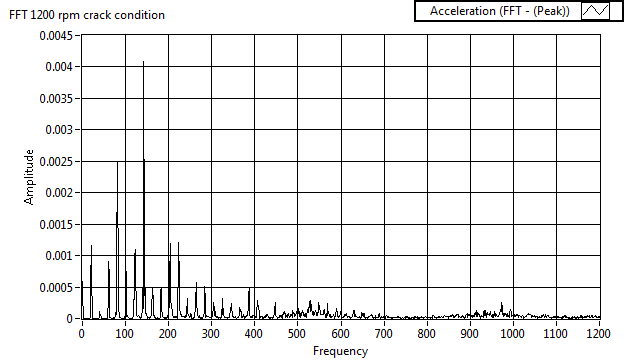 FFT 1200 rpm crack condition
Acceleration (FFT - (Peak))
0.0045
0.004
0.0035
0.003
0.0025
0.002
0.0015
0.001
0.0005
0
Amplitude
0 100 200 300 400 500 600 700 800 900 1000 1100 1200
Frequency